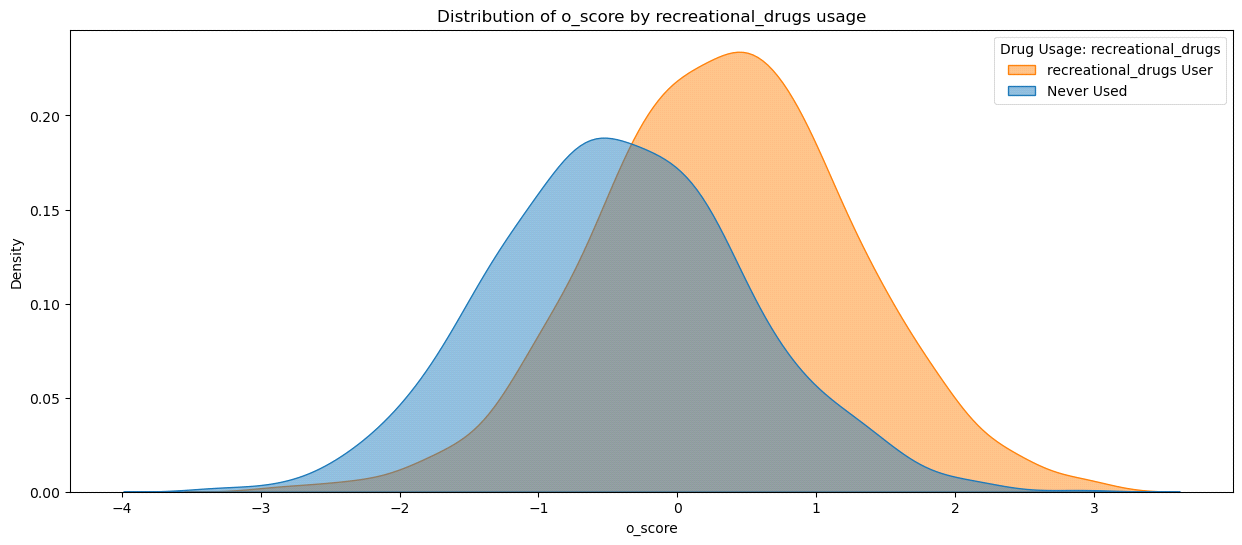 Distribution of o_score by recreational_drugs usage
Drug Usage: recreational_drugs
recreational_drugs User
Never Used
Density
0.20
0.15
0.10
0.05
0.00
−4 −3 −2 −1 0 1 2 3
o_score